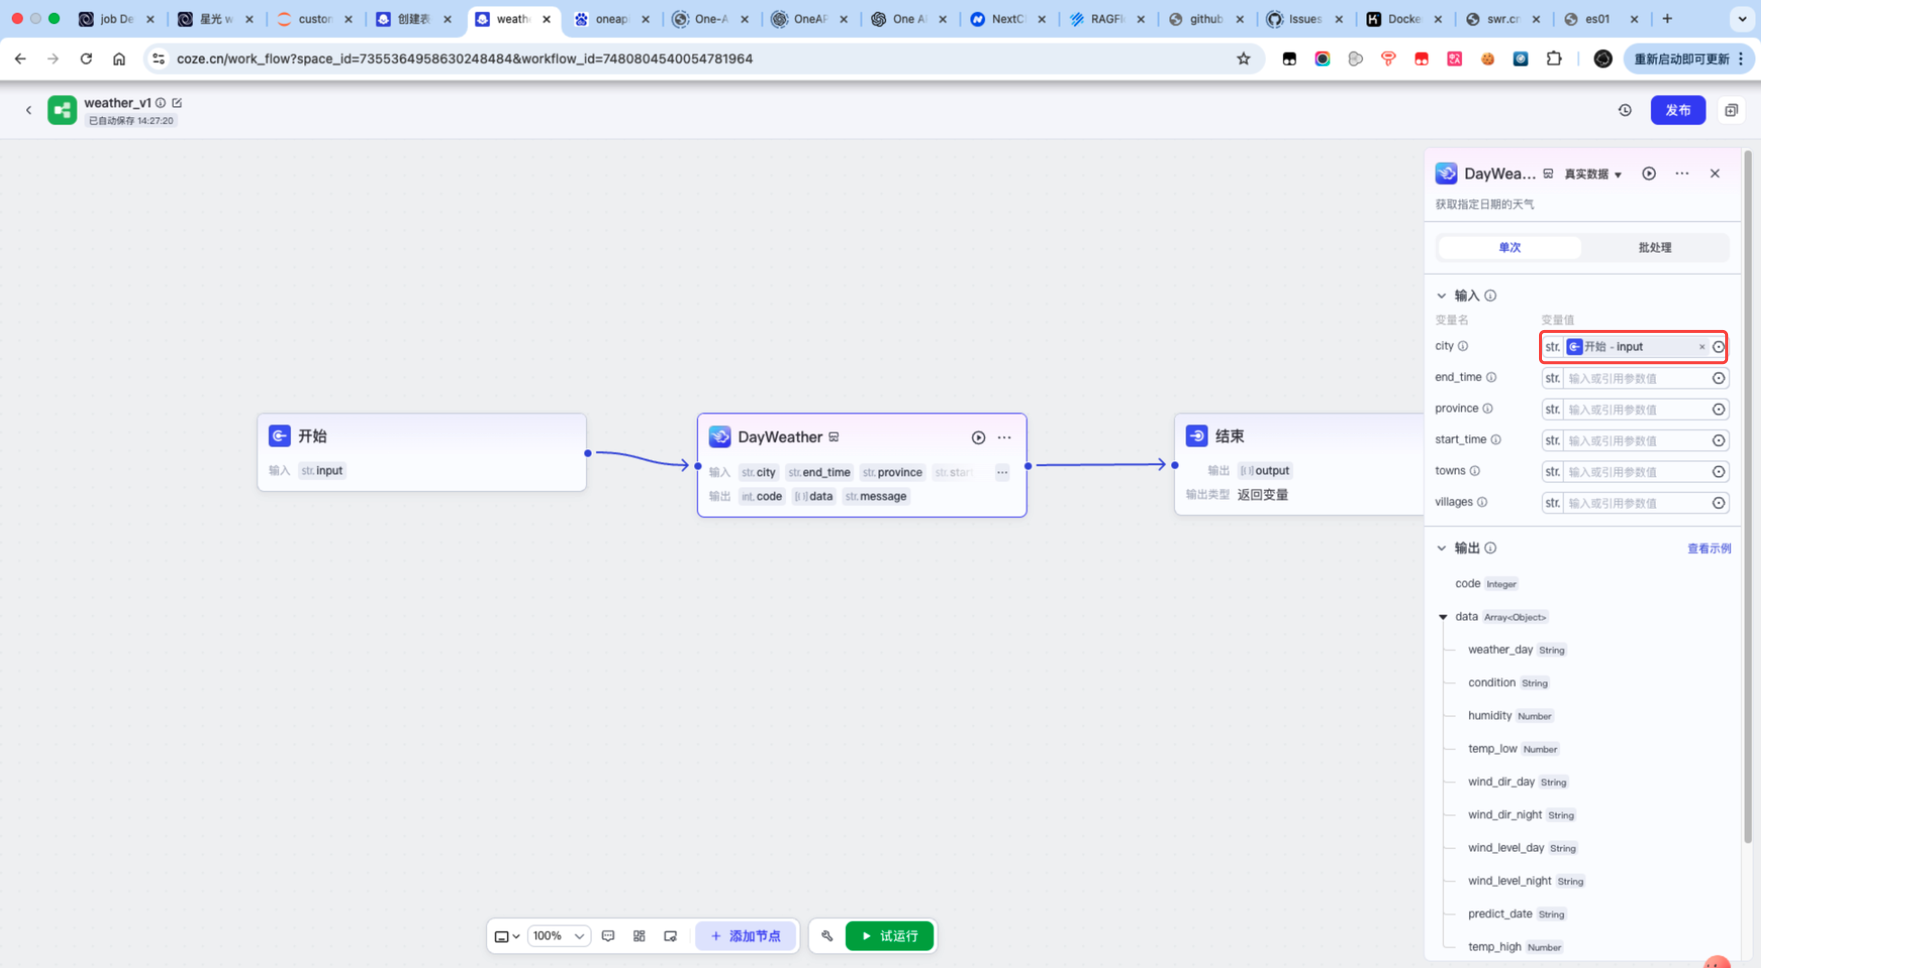 job De
星光 w
custon
创建表
weath
oneap
One-A
OneAF
One A
NextC
RAGFl
github
Issues
Docke
swr.cr
es01
coze.cn/work_flow?space_id=7355364958630248484&workflow_id=7480804540054781964
重新启动即可更新
weather_v1
已自动保存 14:27:20
发布
DayWea...
真实数据
获取指定日期的天气
单次
批处理
输入
变量名
变量值
city
str. 开始 - input
end_time
str. 输入或引用参数值
province
str. 输入或引用参数值
start_time
str. 输入或引用参数值
towns
str. 输入或引用参数值
villages
str. 输入或引用参数值
输出
查看示例
code Integer
data Array<Object>
weather_day String
condition String
humidity Number
temp_low Number
wind_dir_day String
wind_dir_night String
wind_level_day String
wind_level_night String
predict_date String
temp_high Number
开始
输入 str. input
DayWeather
输入 str. city str. end_time str. province str. start
输出 int. code [()] data str. message
结束
输出 [()] output
输出类型 返回变量
100%
添加节点
试运行